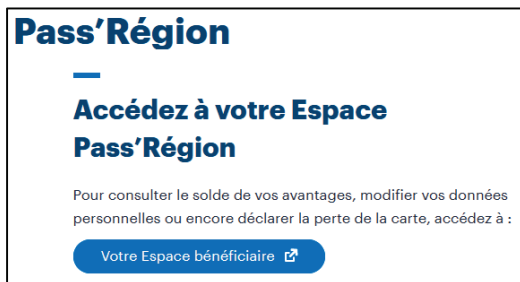 Pass'Région
Accédez à votre Espace
Pass'Région
Pour consulter le solde de vos avantages, modifier vos données
personnelles ou encore déclarer la perte de la carte, accédez à :
Votre Espace bénéficiaire